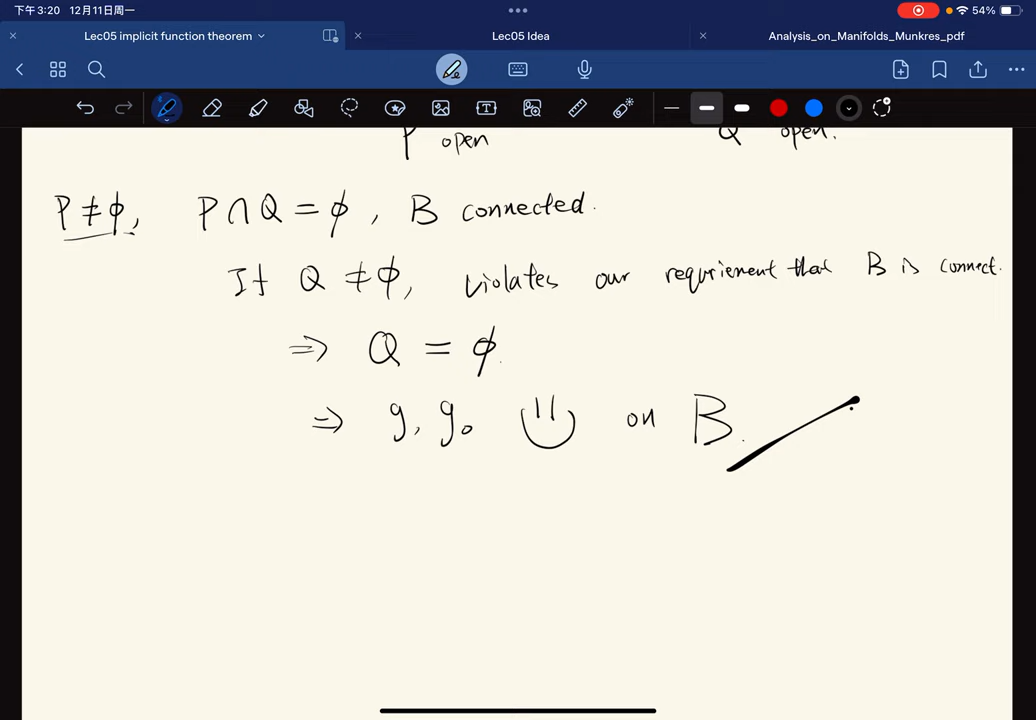 下午3:20 12月11日周一
54%
Lec05 implicit function theorem
Lec05 Idea
Analysis_on_Manifolds_Munkres_pdf
P open Q open.
P ≠ ϕ, P ∩ Q = ϕ, B connected.
If Q ≠ ϕ, violates our requriement that B is connect.
⇒ Q = ϕ.
⇒ g, g₀ on B.